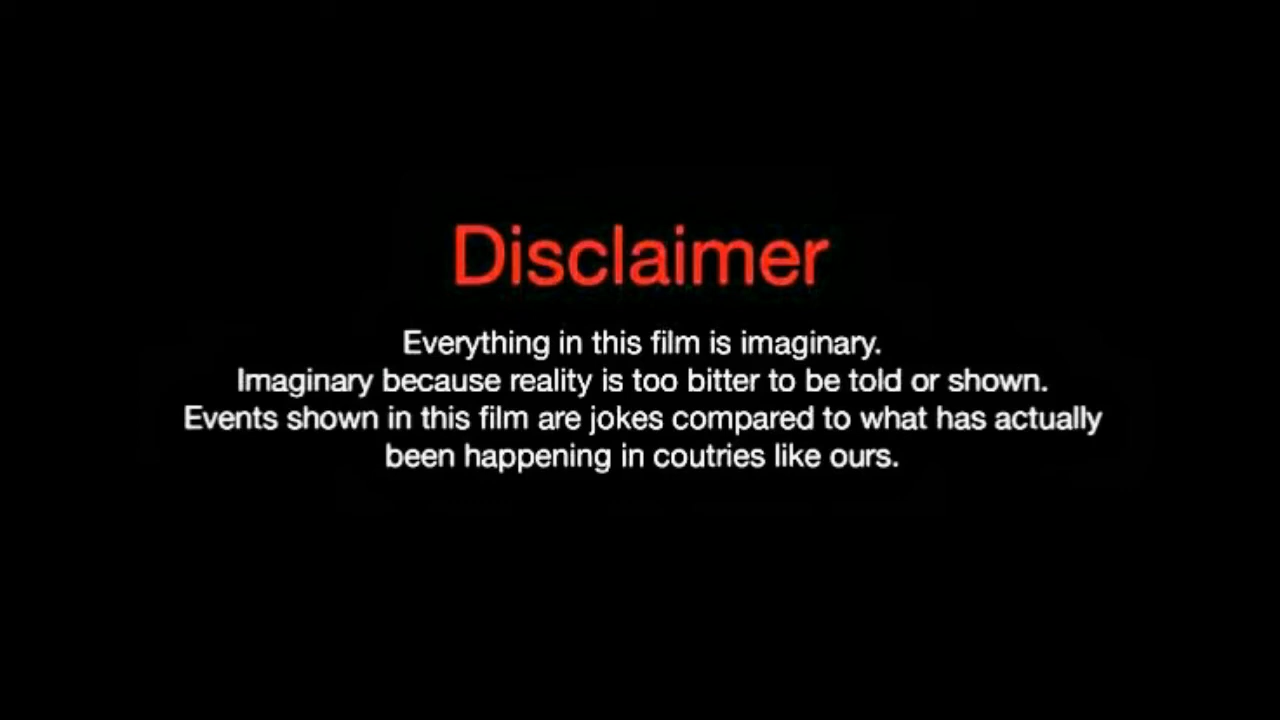 Disclaimer
Everything in this film is imaginary.
Imaginary because reality is too bitter to be told or shown.
Events shown in this film are jokes compared to what has actually
been happening in coutries like ours.